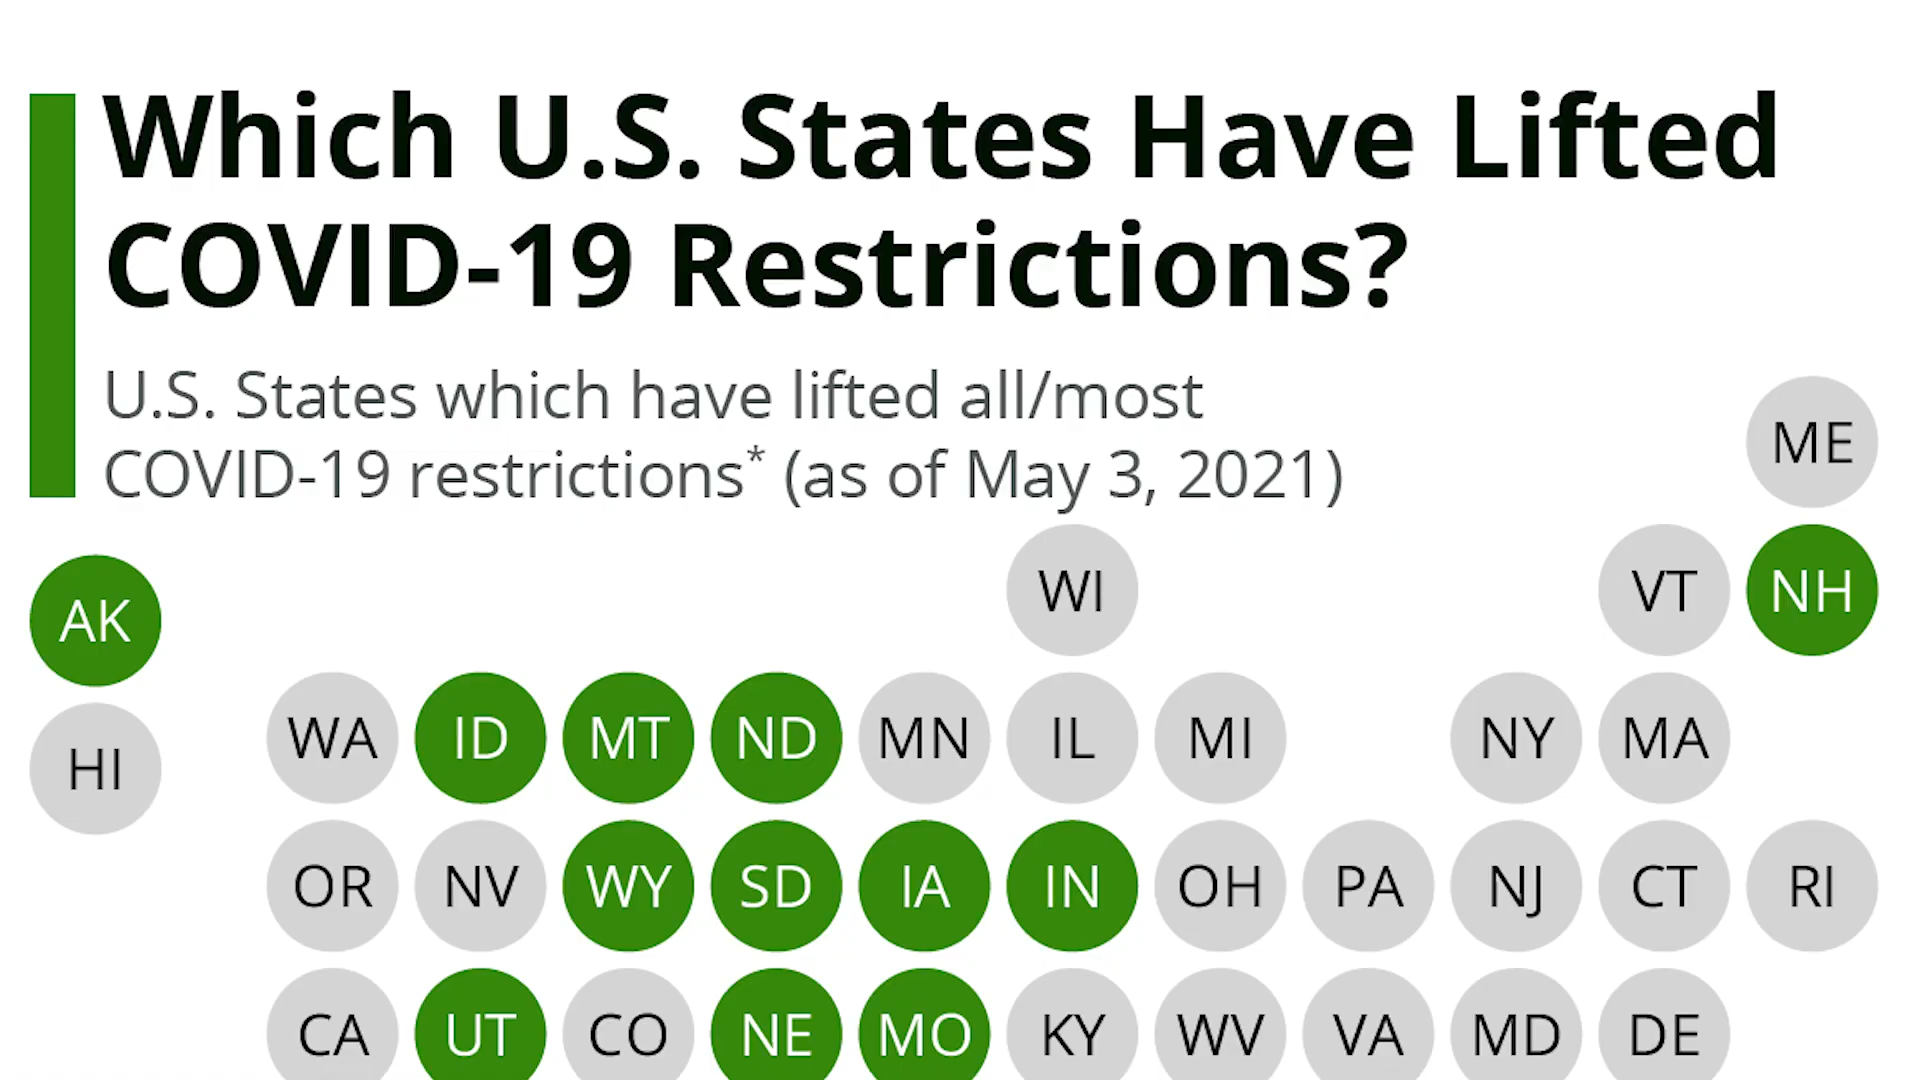 Which U.S. States Have Lifted
COVID-19 Restrictions?
U.S. States which have lifted all/most
COVID-19 restrictions* (as of May 3, 2021)
ME
AK WI VT NH
HI WA ID MT ND MN IL MI NY MA
OR NV WY SD IA IN OH PA NJ CT RI
CA UT CO NE MO KY WV VA MD DE